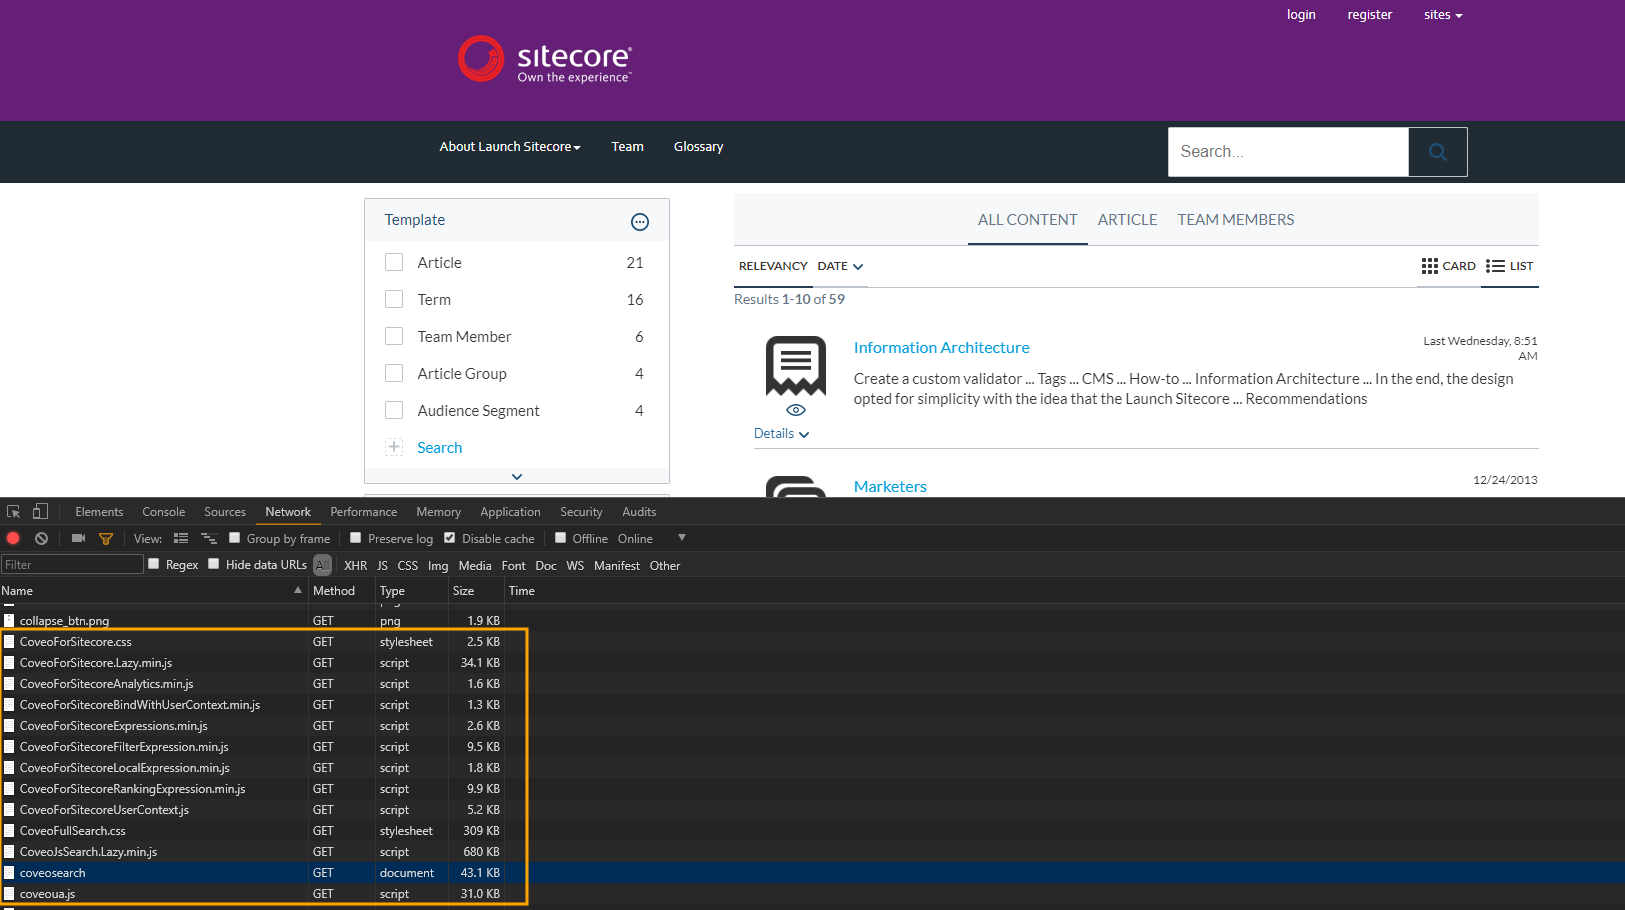 login register sites
sitecore®
Own the experience™
About Launch Sitecore Team Glossary Search...
Template
Article 21
Term 16
Team Member 6
Article Group 4
Audience Segment 4
Search
ALL CONTENT ARTICLE TEAM MEMBERS
RELEVANCY DATE CARD LIST
Results 1-10 of 59
Information Architecture
Last Wednesday, 8:51
AM
Create a custom validator ... Tags ... CMS ... How-to ... Information Architecture ... In the end, the design
opted for simplicity with the idea that the Launch Sitecore ... Recommendations
Details
Marketers 12/24/2013
Elements Console Sources Network Performance Memory Application Security Audits
View: Group by frame Preserve log Disable cache Offline Online
Filter Regex Hide data URLs All XHR JS CSS Img Media Font Doc WS Manifest Other
Name Method Type Size Time
collapse_btn.png GET png 1.9 KB
CoveoForSitecore.css GET stylesheet 2.5 KB
CoveoForSitecore.Lazy.min.js GET script 34.1 KB
CoveoForSitecoreAnalytics.min.js GET script 1.6 KB
CoveoForSitecoreBindWithUserContext.min.js GET script 1.3 KB
CoveoForSitecoreExpressions.min.js GET script 2.6 KB
CoveoForSitecoreFilterExpression.min.js GET script 9.5 KB
CoveoForSitecoreLocalExpression.min.js GET script 1.8 KB
CoveoForSitecoreRankingExpression.min.js GET script 9.9 KB
CoveoForSitecoreUserContext.js GET script 5.2 KB
CoveoFullSearch.css GET stylesheet 309 KB
CoveoJsSearch.Lazy.min.js GET script 680 KB
coveosearch GET document 43.1 KB
coveoua.js GET script 31.0 KB